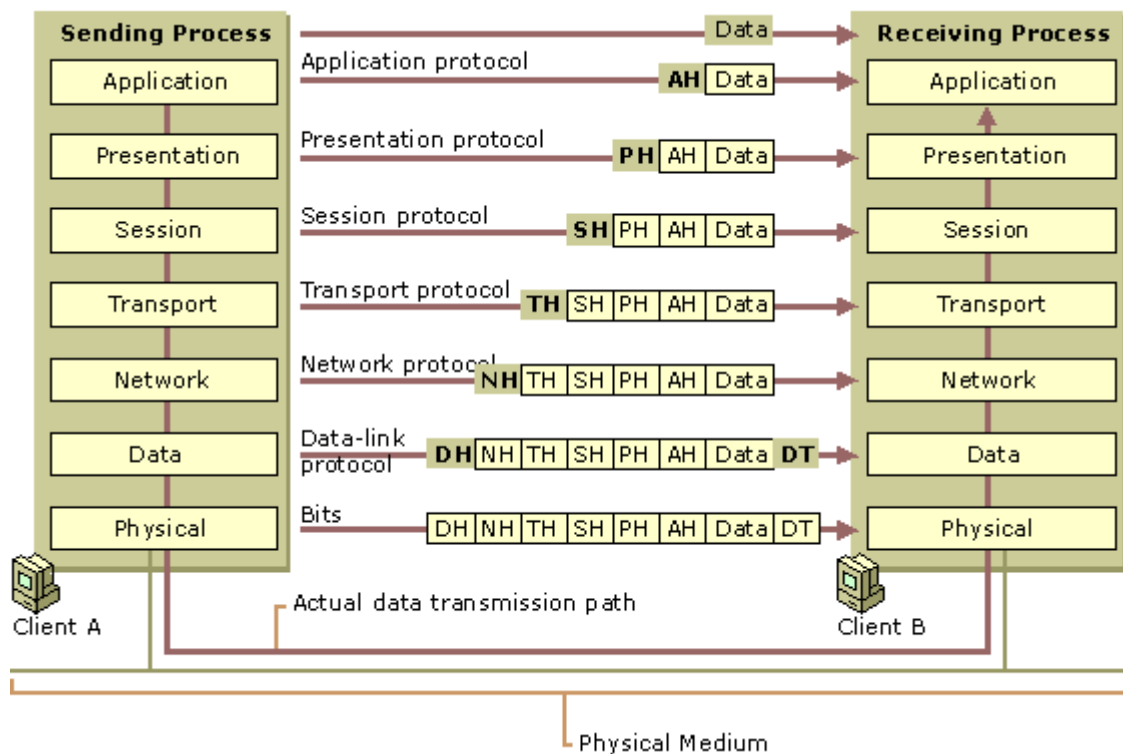 Sending Process
Data
Receiving Process
Application
Application protocol
AH Data
Application
Presentation
Presentation protocol
PH AH Data
Presentation
Session
Session protocol
SH PH AH Data
Session
Transport
Transport protocol
TH SH PH AH Data
Transport
Network
Network protocol
NH TH SH PH AH Data
Network
Data
Data-link
protocol
DH NH TH SH PH AH Data DT
Data
Physical
Bits
DH NH TH SH PH AH Data DT
Physical
Client A
Actual data transmission path
Client B
Physical Medium